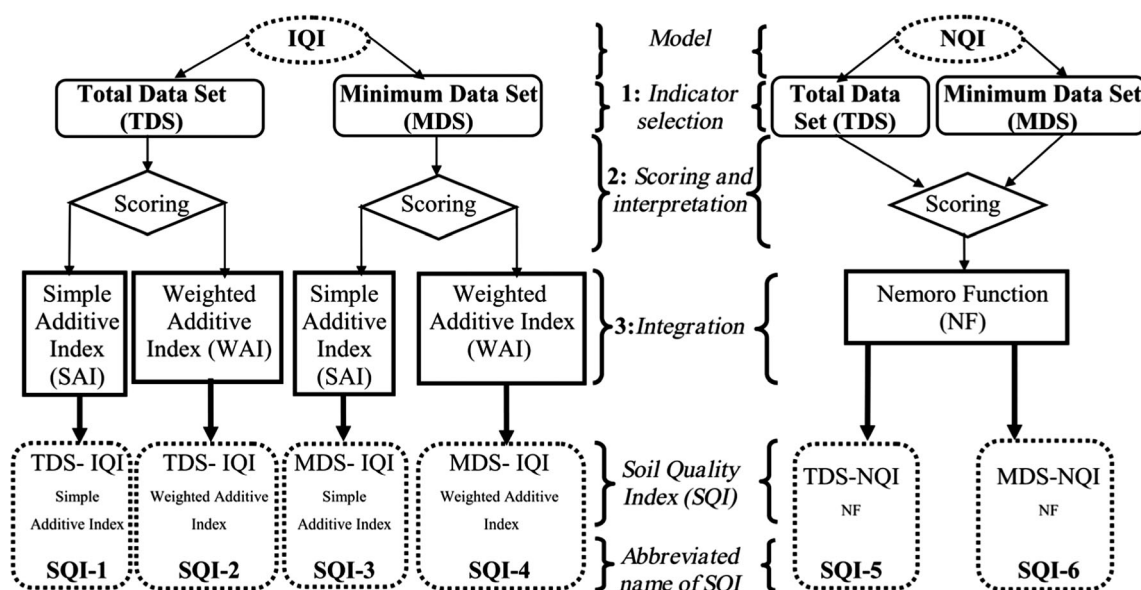 IQI
Model
NQI
Total Data Set
(TDS)
Minimum Data Set
(MDS)
1: Indicator
selection
Total Data
Set (TDS)
Minimum Data Set
(MDS)
Scoring
Scoring
2: Scoring and
interpretation
Scoring
Simple
Additive
Index
(SAI)
Weighted
Additive
Index (WAI)
Simple
Additive
Index
(SAI)
Weighted
Additive Index
(WAI)
3:Integration
Nemoro Function
(NF)
TDS- IQI
Simple
Additive Index
SQI-1
TDS- IQI
Weighted Additive
Index
SQI-2
MDS- IQI
Simple
Additive Index
SQI-3
MDS- IQI
Weighted Additive
Index
SQI-4
Soil Quality
Index (SQI)
Abbreviated
name of SQI
TDS-NQI
NF
SQI-5
MDS-NQI
NF
SQI-6